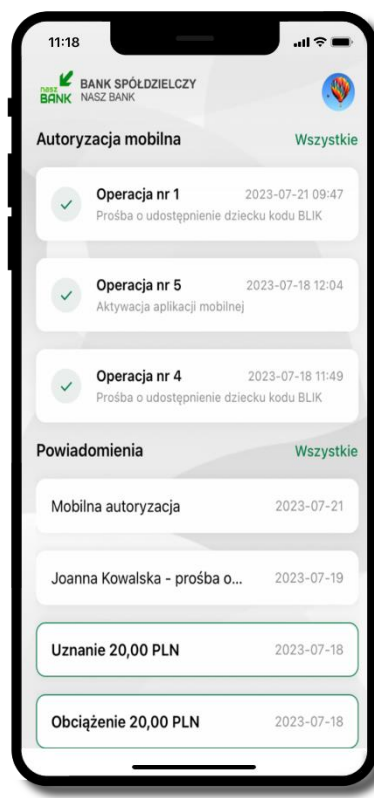 11:18
nasz BANK
BANK SPÓŁDZIELCZY
NASZ BANK
Autoryzacja mobilna Wszystkie
Operacja nr 1 2023-07-21 09:47
Prośba o udostępnienie dziecku kodu BLIK
Operacja nr 5 2023-07-18 12:04
Aktywacja aplikacji mobilnej
Operacja nr 4 2023-07-18 11:49
Prośba o udostępnienie dziecku kodu BLIK
Powiadomienia Wszystkie
Mobilna autoryzacja 2023-07-21
Joanna Kowalska - prośba o... 2023-07-19
Uznanie 20,00 PLN 2023-07-18
Obciążenie 20,00 PLN 2023-07-18